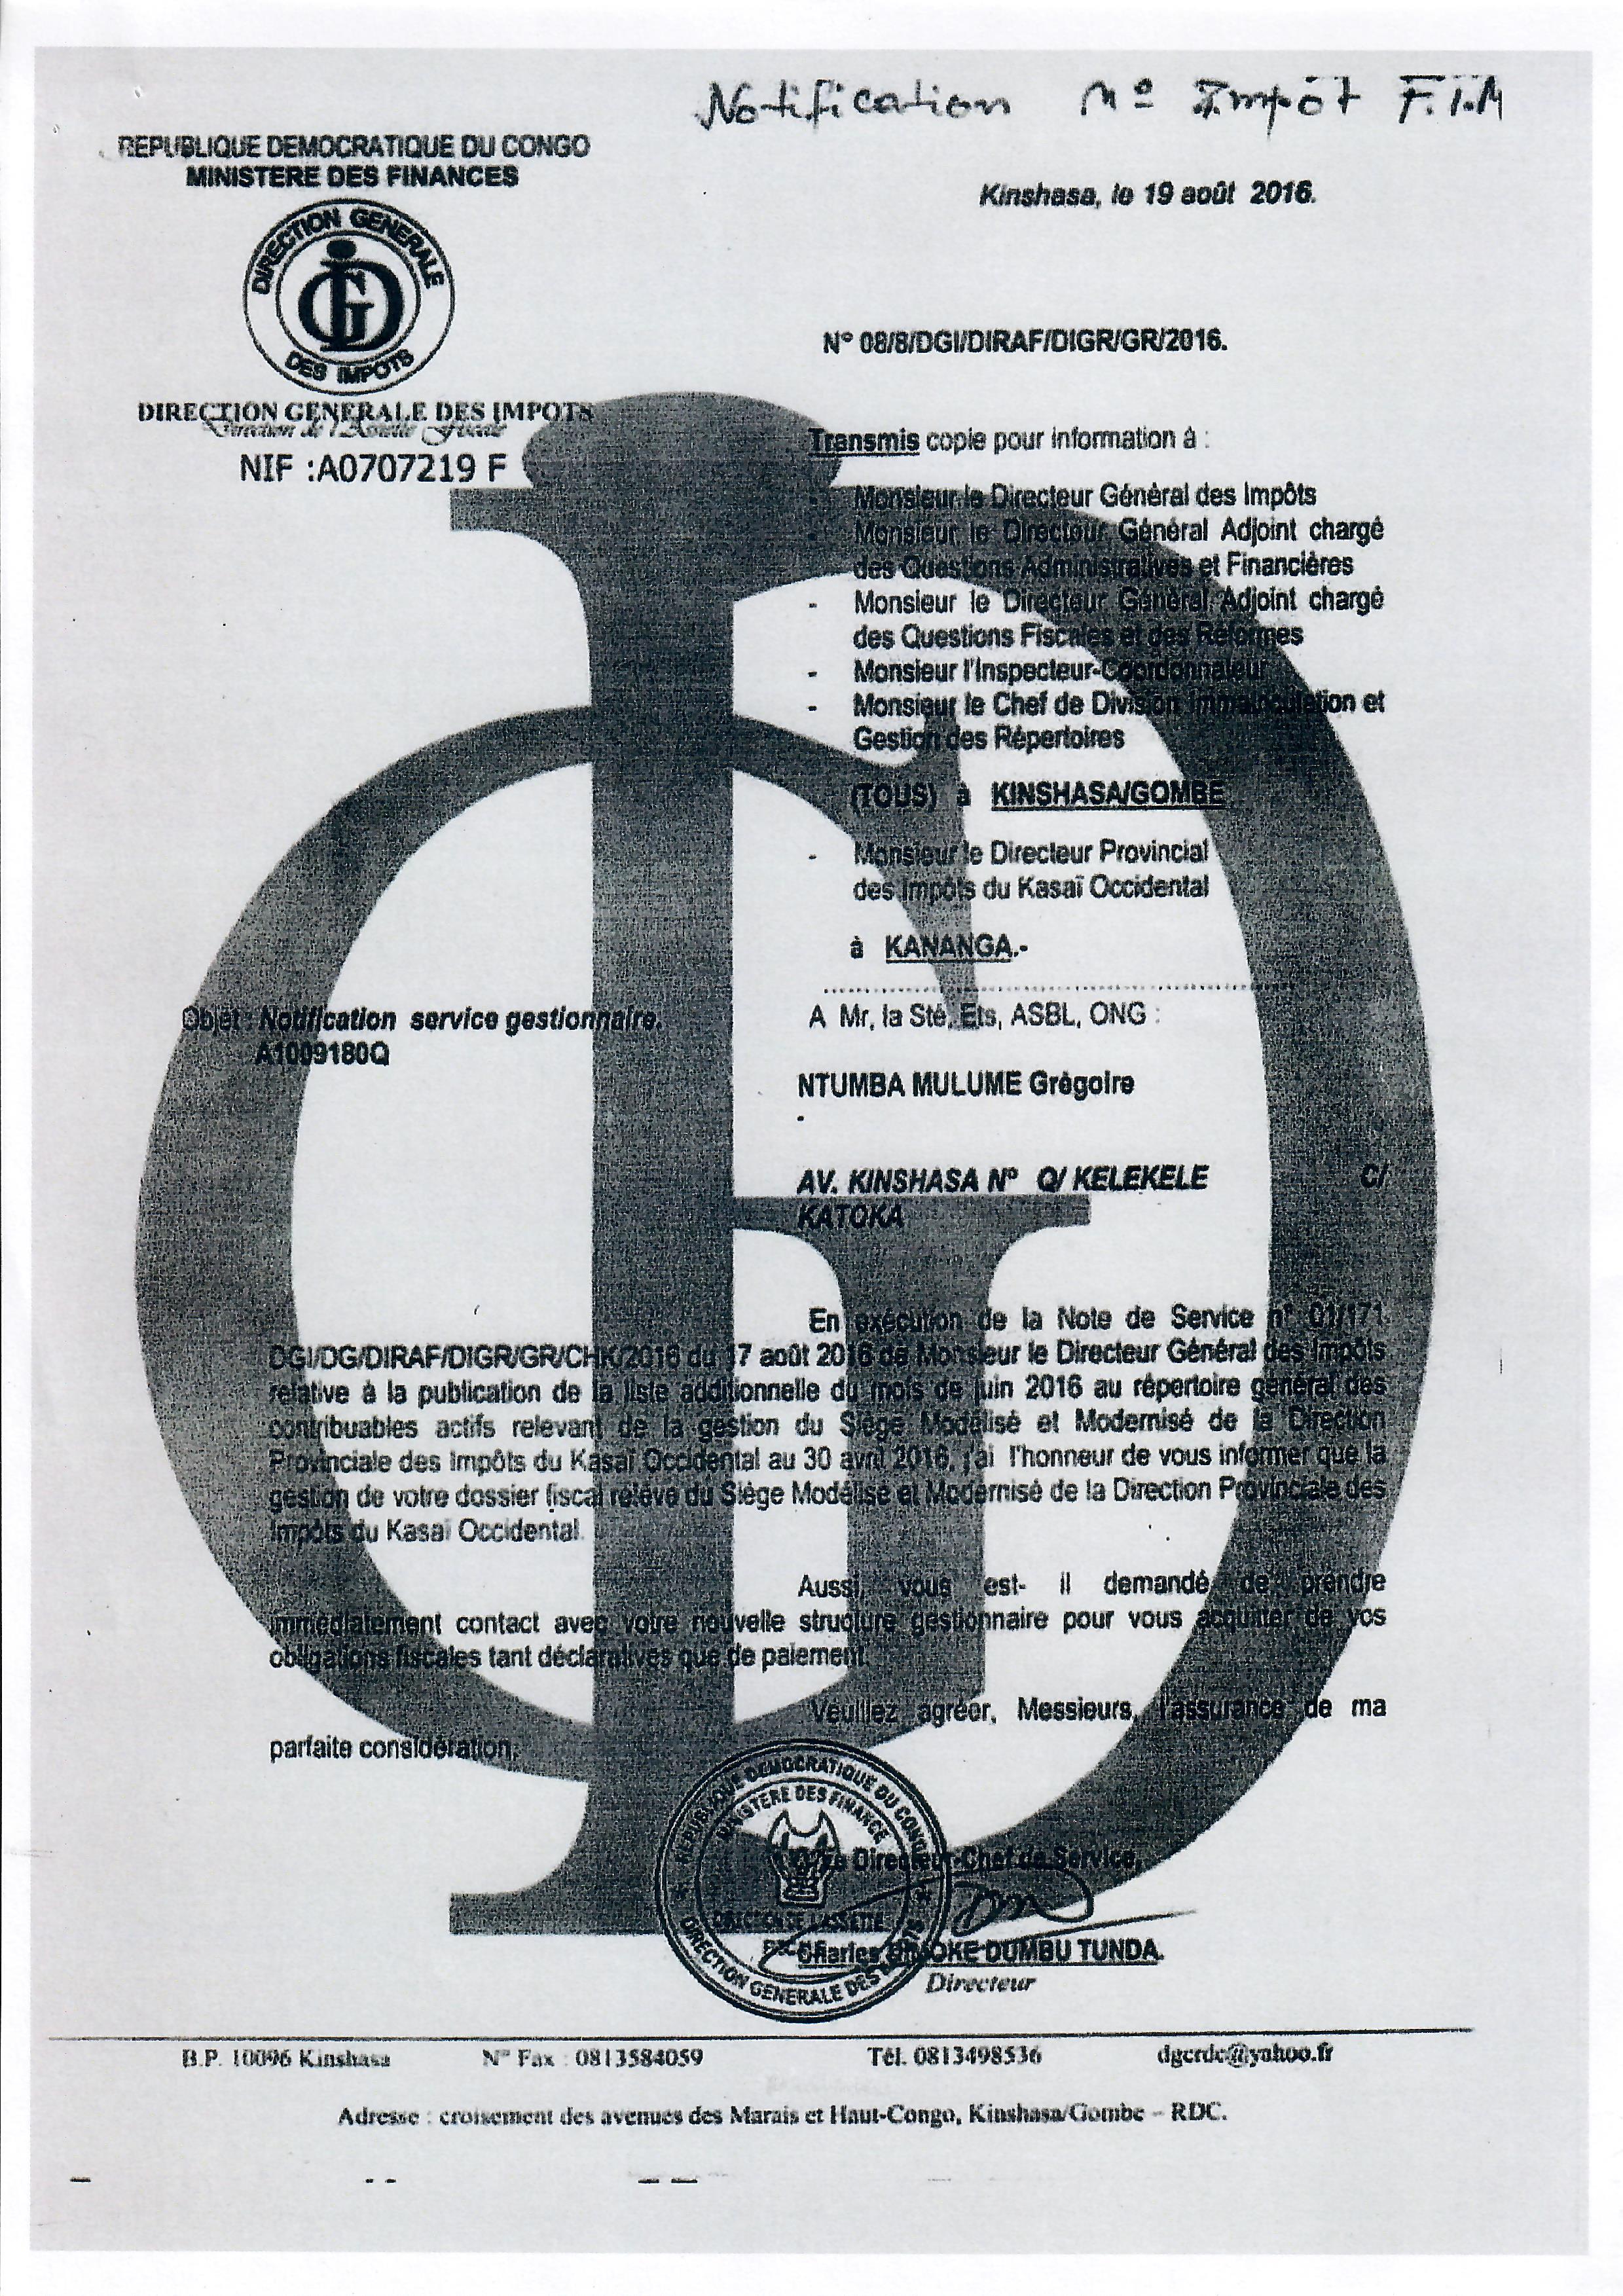 Notification N° Impôt F.T.M
REPUBLIQUE DEMOCRATIQUE DU CONGO
MINISTERE DES FINANCES
Kinshasa, le 19 août 2016.
DIRECTION GENERALE
DES IMPOTS
N° 08/8/DGI/DIRAF/DIGR/GR/2016.
DIRECTION GENERALE DES IMPOTS
Direction de l'Assiette Fiscale
NIF :A0707219 F
Transmis copie pour information à :
- Monsieur le Directeur Général des Impôts
- Monsieur le Directeur Général Adjoint chargé
des Questions Administratives et Financières
- Monsieur le Directeur Général Adjoint chargé
des Questions Fiscales et des Réformes
- Monsieur l'Inspecteur-Coordonnateur
- Monsieur le Chef de Division Immatriculation et
Gestion des Répertoires
(TOUS) à KINSHASA/GOMBE
- Monsieur le Directeur Provincial
des Impôts du Kasaï Occidental
à KANANGA.-
Objet : Notification service gestionnaire.
A1009180Q
A Mr, la Sté, Ets, ASBL, ONG :
NTUMBA MULUME Grégoire
-
AV. KINSHASA N° Q/ KELEKELE C/
KATOKA
En exécution de la Note de Service n° 01/171
DGI/DG/DIRAF/DIGR/GR/CHK/2016 du 17 août 2016 de Monsieur le Directeur Général des Impôts
relative à la publication de la liste additionnelle du mois de juin 2016 au répertoire général des
contribuables actifs relevant de la gestion du Siège Modélisé et Modernisé de la Direction
Provinciale des Impôts du Kasaï Occidental au 30 avril 2016, j'ai l'honneur de vous informer que la
gestion de votre dossier fiscal relève du Siège Modélisé et Modernisé de la Direction Provinciale des
Impôts du Kasaï Occidental.
Aussi, vous est- il demandé de prendre
immédiatement contact avec votre nouvelle structure gestionnaire pour vous acquitter de vos
obligations fiscales tant déclaratives que de paiement.
Veuillez agréer, Messieurs, l'assurance de ma
parfaite considération.
REPUBLIQUE DEMOCRATIQUE DU CONGO
MINISTERE DES FINANCE
Le Directeur-Chef de Service,
DIRECTION DE L'ASSIETTE
DIRECTION GENERALE DES IMPOTS
Charles DUMBU TUNDA.
Directeur
B.P. 10096 Kinshasa N° Fax : 0813584059 Tél. 0813498536 dgcrdc@yahoo.fr
Adresse : croisement des avenues des Marais et Haut-Congo, Kinshasa/Gombe – RDC.